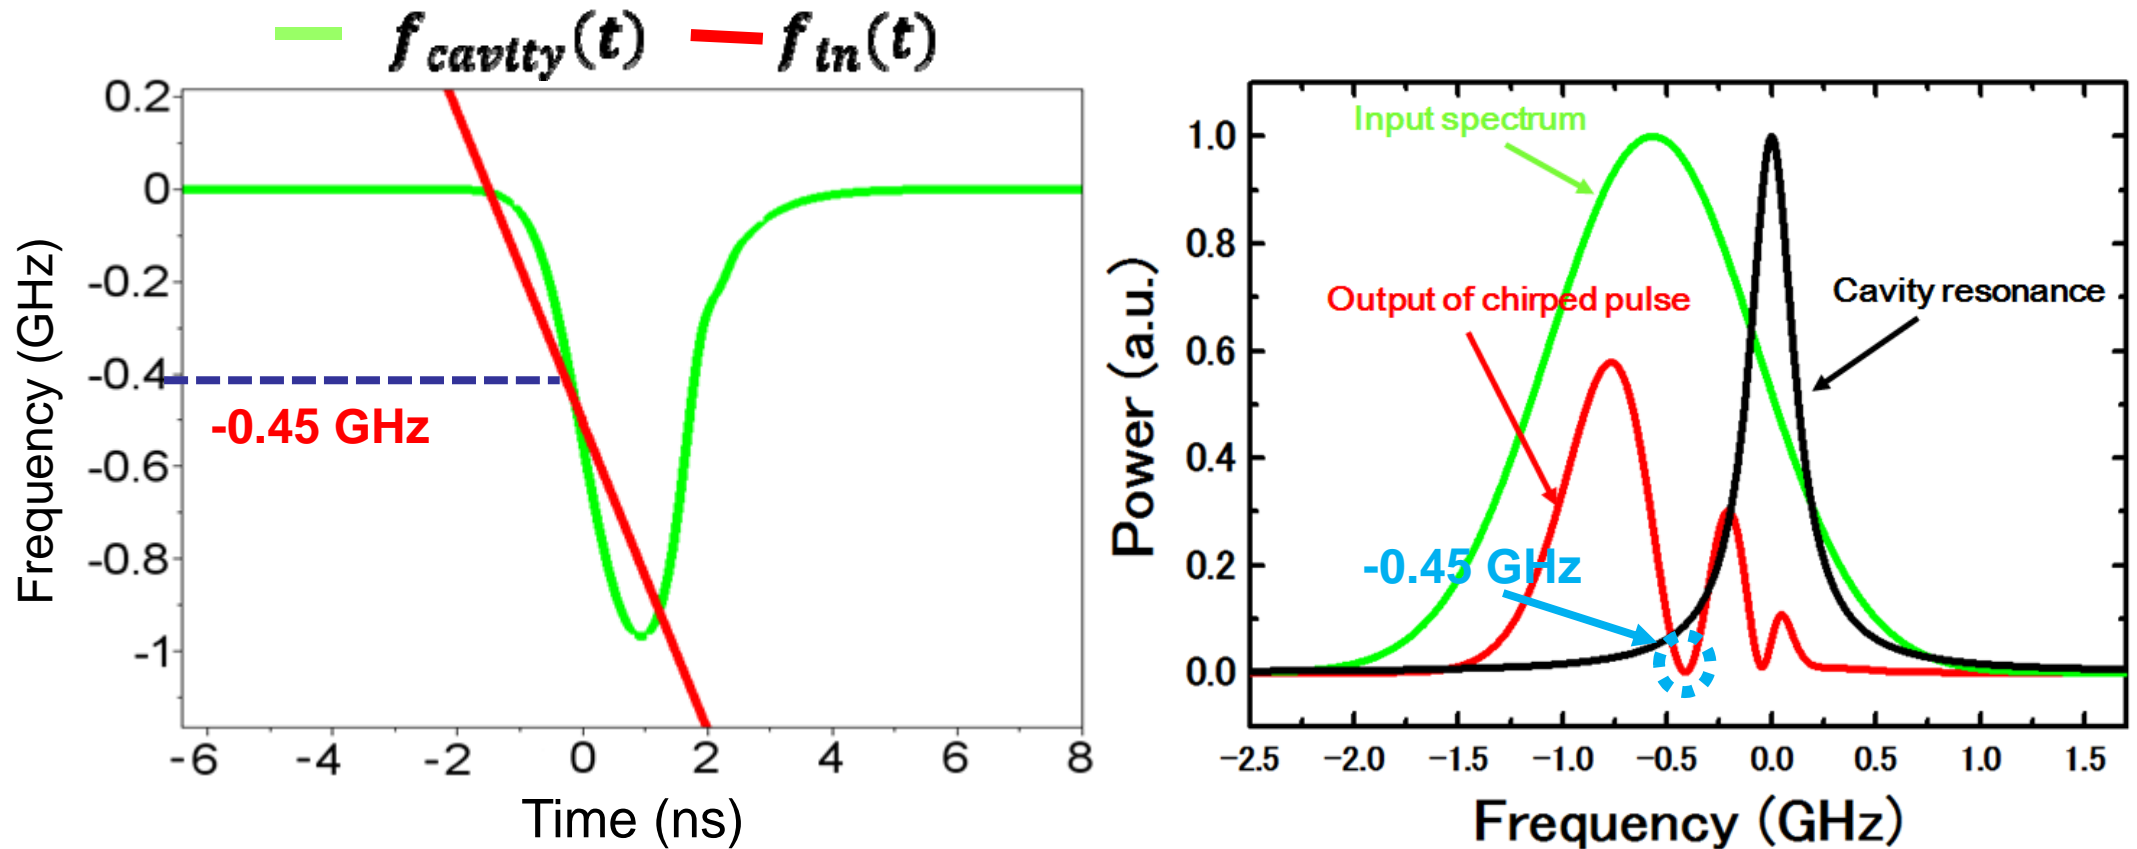 f cavity(t) f in(t)
0.2
0
-0.2
-0.4
-0.6
-0.8
-1
Frequency (GHz)
-0.45 GHz
-6 -4 -2 0 2 4 6 8
Time (ns)
Input spectrum
Output of chirped pulse
Cavity resonance
-0.45 GHz
1.0
0.8
0.6
0.4
0.2
0.0
Power (a.u.)
-2.5 -2.0 -1.5 -1.0 -0.5 0.0 0.5 1.0 1.5
Frequency (GHz)